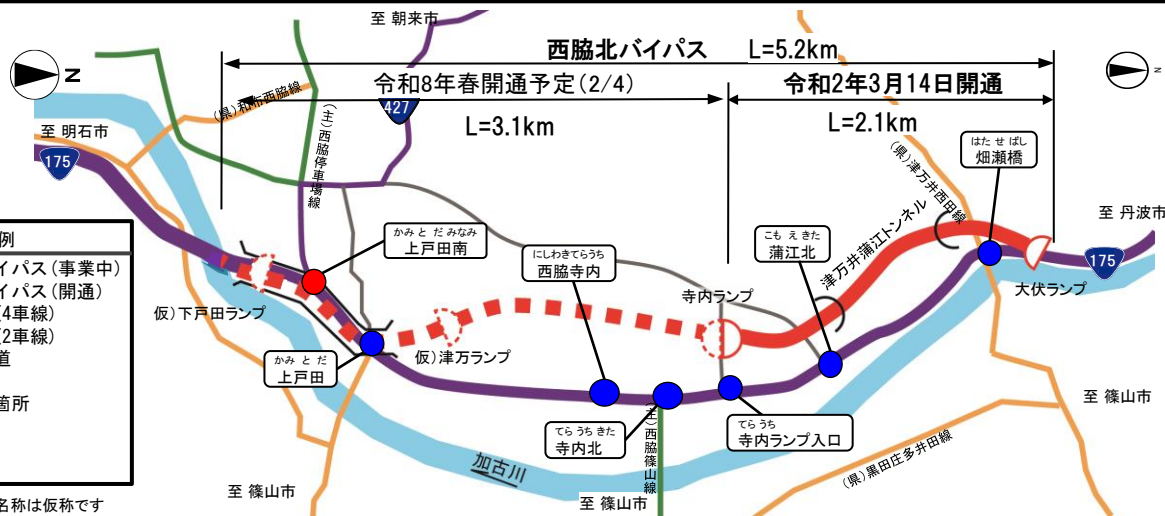 至 朝来市
西脇北バイパス L=5.2km
令和8年春開通予定(2/4)
令和2年3月14日開通
N
N
(県)和布西脇線
427
L=3.1km
L=2.1km
至 明石市
175
(主)西脇停車場線
(県)津万井西田線
はたせばし
畑瀬橋
至 丹波市
例
イパス(事業中)
イパス(開通)
(4車線)
(2車線)
道
箇所
かみとだみなみ
上戸田南
にしわきてらうち
西脇寺内
こもえきた
蒲江北
津万井蒲江トンネル
175
大伏ランプ
寺内ランプ
仮)下戸田ランプ
仮)津万ランプ
かみとだ
上戸田
至 篠山市
てらうちきた
寺内北
(主)西脇篠山線
てらうち
寺内ランプ入口
加古川
(県)黒田庄多井田線
至 篠山市
至 篠山市
名称は仮称です